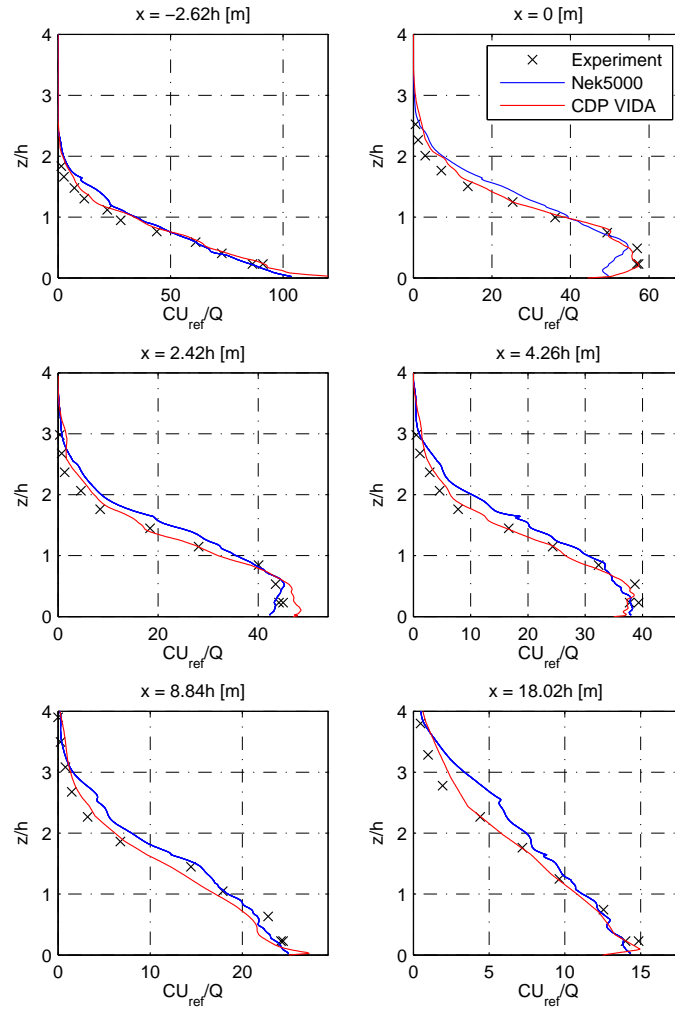 x = −2.62h [m]
4
3
2
1
0
z/h
0
50
100
CU_ref/Q
x = 0 [m]
Experiment
Nek5000
CDP VIDA
4
3
2
1
0
z/h
0
20
40
60
CU_ref/Q
x = 2.42h [m]
4
3
2
1
0
z/h
0
20
40
CU_ref/Q
x = 4.26h [m]
4
3
2
1
0
z/h
0
10
20
30
40
CU_ref/Q
x = 8.84h [m]
4
3
2
1
0
z/h
0
10
20
CU_ref/Q
x = 18.02h [m]
4
3
2
1
0
z/h
0
5
10
15
CU_ref/Q